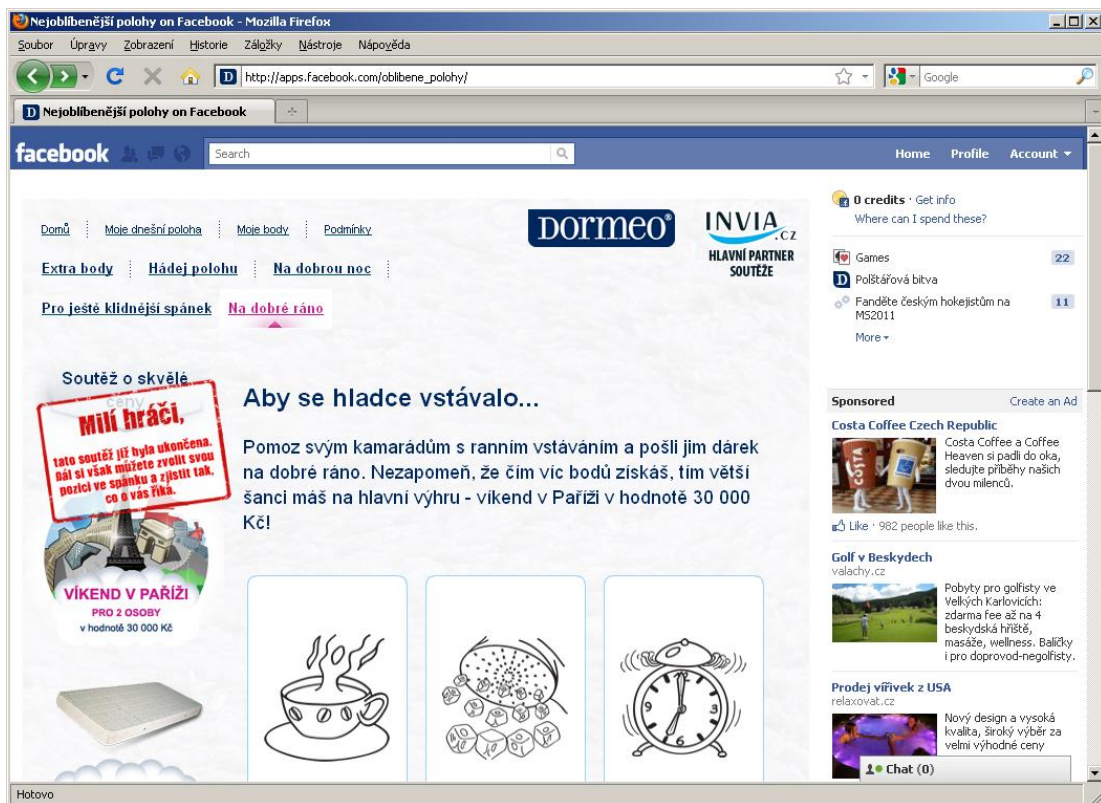 Nejoblíbenější polohy on Facebook - Mozilla Firefox
Soubor Úpravy Zobrazení Historie Záložky Nástroje Nápověda
http://apps.facebook.com/oblibene_polohy/
Google
Nejoblíbenější polohy on Facebook
facebook
Search
Home Profile Account
Domů Moje dnešní poloha Moje body Podmínky
Extra body Hádej polohu Na dobrou noc
Pro ještě klidnější spánek Na dobré ráno
DORMEO®
INVIA.CZ
HLAVNÍ PARTNER
SOUTĚŽE
Soutěž o skvělé
ceny
Milí hráči,
tato soutěž již byla ukončena.
Dál si však můžete zvolit svou
pozici ve spánku a zjistit tak,
co o vás říká.
VÍKEND V PAŘÍŽI
PRO 2 OSOBY
v hodnotě 30 000 Kč
Aby se hladce vstávalo...
Pomoz svým kamarádům s ranním vstáváním a pošli jim dárek
na dobré ráno. Nezapomeň, že čím víc bodů získáš, tím větší
šanci máš na hlavní výhru - víkend v Paříži v hodnotě 30 000
Kč!
0 credits · Get info
Where can I spend these?
Games 22
Polštářová bitva
Fanděte českým hokejistům na
MS2011 11
More
Sponsored Create an Ad
Costa Coffee Czech Republic
COSTA
Costa Coffee a Coffee
Heaven si padli do oka,
sledujte příběhy našich
dvou milenců.
Like · 982 people like this.
Golf v Beskydech
valachy.cz
Pobyty pro golfisty ve
Velkých Karlovicích:
zdarma fee až na 4
beskydská hřiště,
masáže, wellness. Balíčky
i pro doprovod-negolfisty.
Prodej vířivek z USA
relaxovat.cz
Nový design a vysoká
kvalita, široký výběr za
velmi výhodné ceny
Chat (0)
Hotovo